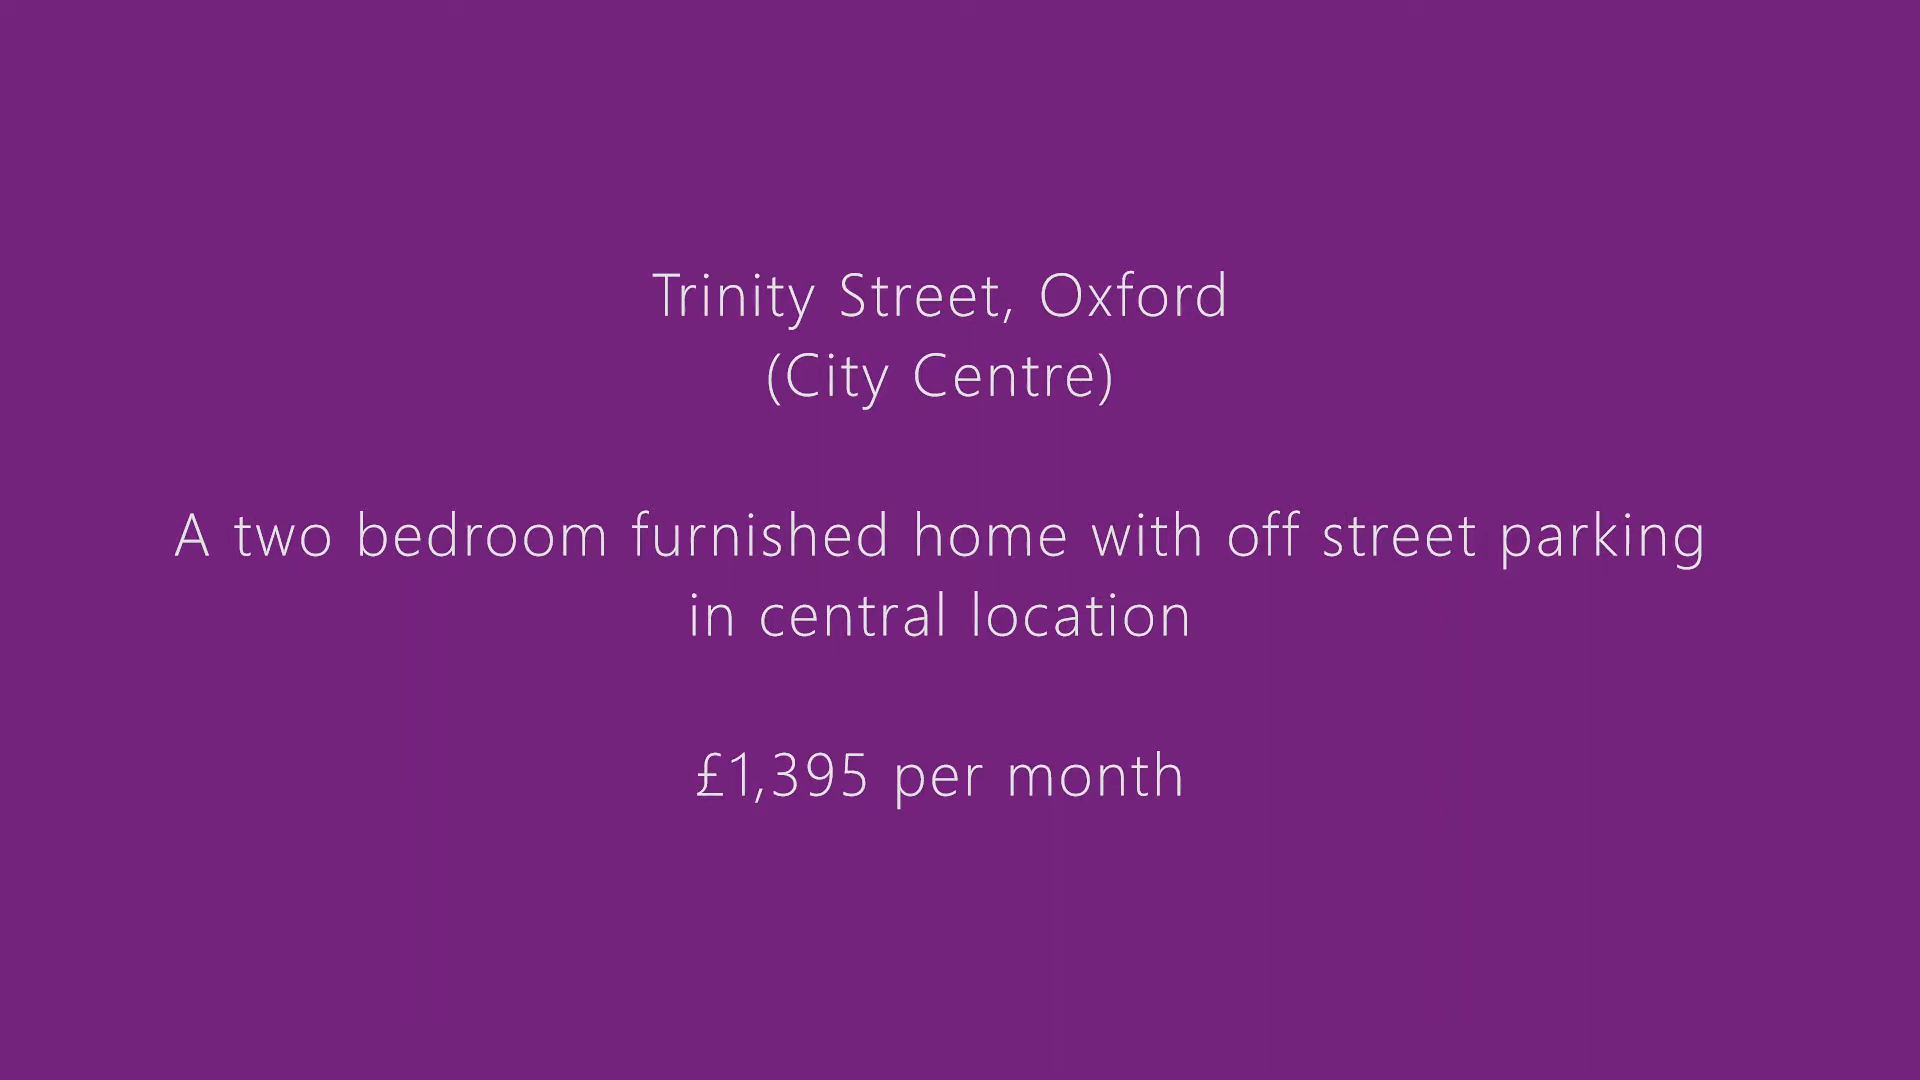 Trinity Street, Oxford
(City Centre)
A two bedroom furnished home with off street parking
in central location
£1,395 per month